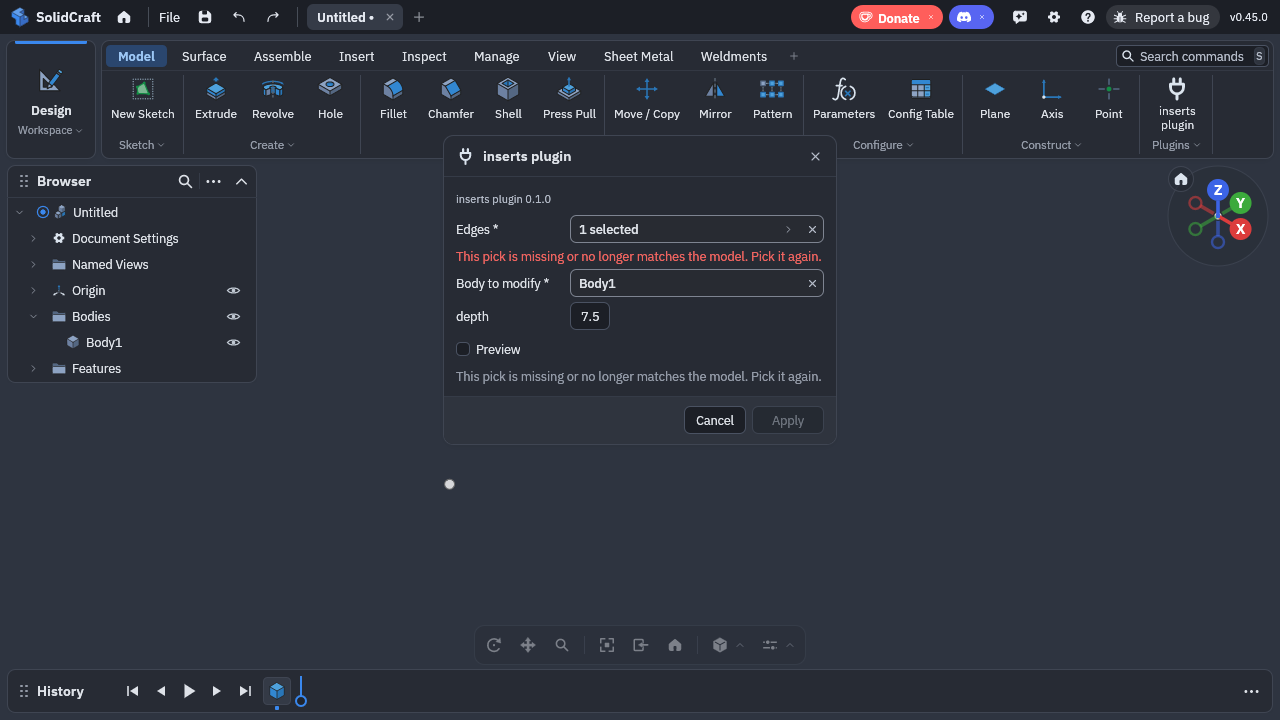 SolidCraft File Untitled • Donate Report a bug v0.45.0
Model Surface Assemble Insert Inspect Manage View Sheet Metal Weldments Search commands S
Design
Workspace
New Sketch Extrude Revolve Hole Fillet Chamfer Shell Press Pull Move / Copy Mirror Pattern Parameters Config Table Plane Axis Point inserts plugin
Sketch Create Configure Construct Plugins
Browser
Untitled
Document Settings
Named Views
Origin
Bodies
Body1
Features
inserts plugin
inserts plugin 0.1.0
Edges * 1 selected
This pick is missing or no longer matches the model. Pick it again.
Body to modify * Body1
depth 7.5
Preview
This pick is missing or no longer matches the model. Pick it again.
Cancel Apply
Z
Y
X
History